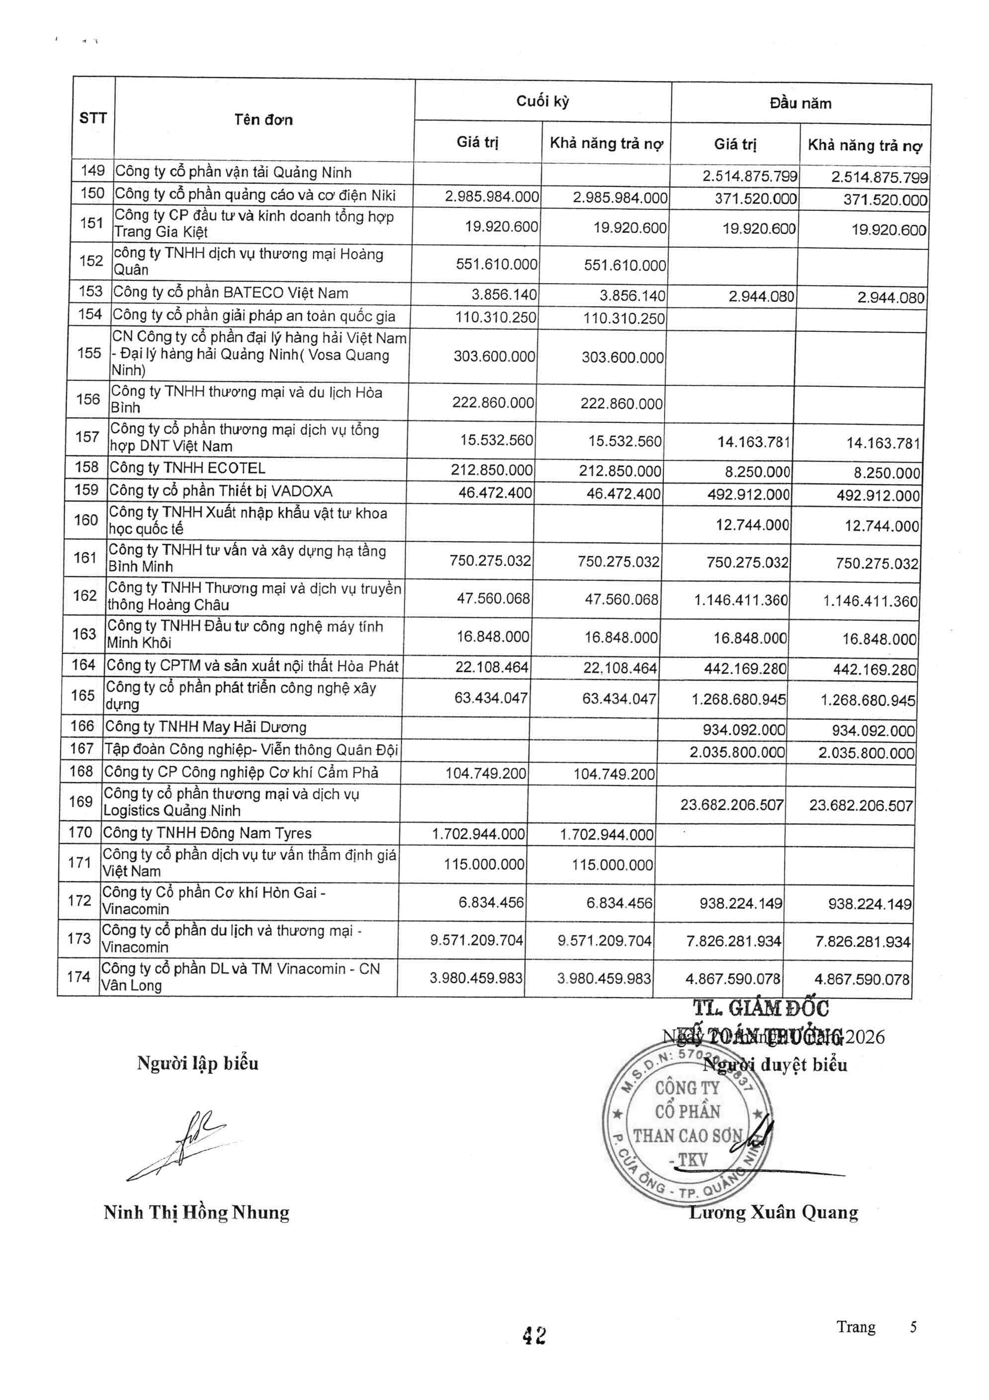 STT Tên đơn Cuối kỳ Đầu năm
Giá trị Khả năng trả nợ Giá trị Khả năng trả nợ
149 Công ty cổ phần vận tải Quảng Ninh 2.514.875.799 2.514.875.799
150 Công ty cổ phần quảng cáo và cơ điện Niki 2.985.984.000 2.985.984.000 371.520.000 371.520.000
151 Công ty CP đầu tư và kinh doanh tổng hợp
Trang Gia Kiệt 19.920.600 19.920.600 19.920.600 19.920.600
152 công ty TNHH dịch vụ thương mại Hoàng
Quân 551.610.000 551.610.000
153 Công ty cổ phần BATECO Việt Nam 3.856.140 3.856.140 2.944.080 2.944.080
154 Công ty cổ phần giải pháp an toàn quốc gia 110.310.250 110.310.250
155 CN Công ty cổ phần đại lý hàng hải Việt Nam
- Đại lý hàng hải Quảng Ninh( Vosa Quang 303.600.000 303.600.000
Ninh)
156 Công ty TNHH thương mại và du lịch Hòa
Bình 222.860.000 222.860.000
157 Công ty cổ phần thương mại dịch vụ tổng
hợp DNT Việt Nam 15.532.560 15.532.560 14.163.781 14.163.781
158 Công ty TNHH ECOTEL 212.850.000 212.850.000 8.250.000 8.250.000
159 Công ty cổ phần Thiết bị VADOXA 46.472.400 46.472.400 492.912.000 492.912.000
160 Công ty TNHH Xuất nhập khẩu vật tư khoa
học quốc tế 12.744.000 12.744.000
161 Công ty TNHH tư vấn và xây dựng hạ tầng
Bình Minh 750.275.032 750.275.032 750.275.032 750.275.032
162 Công ty TNHH Thương mại và dịch vụ truyền
thông Hoàng Châu 47.560.068 47.560.068 1.146.411.360 1.146.411.360
163 Công ty TNHH Đầu tư công nghệ máy tính
Minh Khôi 16.848.000 16.848.000 16.848.000 16.848.000
164 Công ty CPTM và sản xuất nội thất Hòa Phát 22.108.464 22.108.464 442.169.280 442.169.280
165 Công ty cổ phần phát triển công nghệ xây
dựng 63.434.047 63.434.047 1.268.680.945 1.268.680.945
166 Công ty TNHH May Hải Dương 934.092.000 934.092.000
167 Tập đoàn Công nghiệp- Viễn thông Quân Đội 2.035.800.000 2.035.800.000
168 Công ty CP Công nghiệp Cơ khí Cẩm Phả 104.749.200 104.749.200
169 Công ty cổ phần thương mại và dịch vụ
Logistics Quảng Ninh 23.682.206.507 23.682.206.507
170 Công ty TNHH Đông Nam Tyres 1.702.944.000 1.702.944.000
171 Công ty cổ phần dịch vụ tư vấn thẩm định giá
Việt Nam 115.000.000 115.000.000
172 Công ty Cổ phần Cơ khí Hòn Gai -
Vinacomin 6.834.456 6.834.456 938.224.149 938.224.149
173 Công ty cổ phần du lịch và thương mại -
Vinacomin 9.571.209.704 9.571.209.704 7.826.281.934 7.826.281.934
174 Công ty cổ phần DL và TM Vinacomin - CN
Vân Long 3.980.459.983 3.980.459.983 4.867.590.078 4.867.590.078
TL. GIÁM ĐỐC
KẾ TOÁN TRƯỞNG
Ngày năm 2026
Người lập biểu Người duyệt biểu
M.S.D.N:
CÔNG TY
CỔ PHẦN
THAN CAO SƠN
- TKV
P. CỬA ÔNG - TP. QUẢNG NINH
Ninh Thị Hồng Nhung Lương Xuân Quang
42
Trang 5